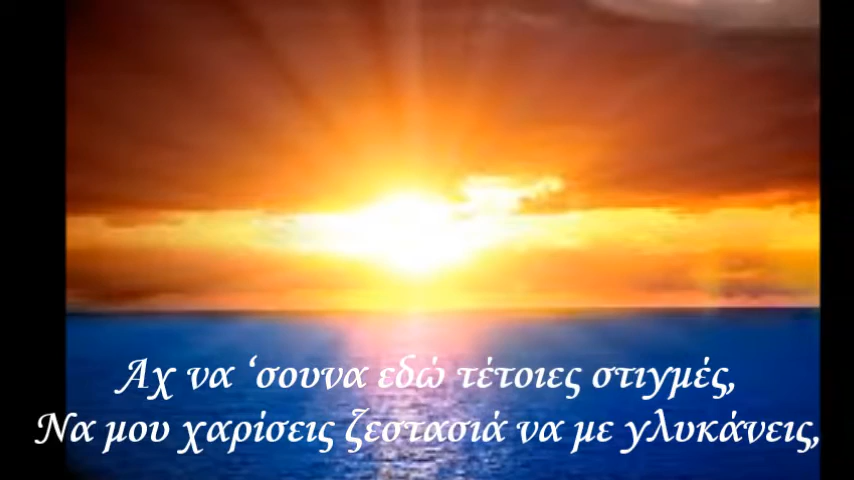 Αχ να ‘σουνα εδώ τέτοιες στιγμές,
Να μου χαρίσεις ζεστασιά να με γλυκάνεις,